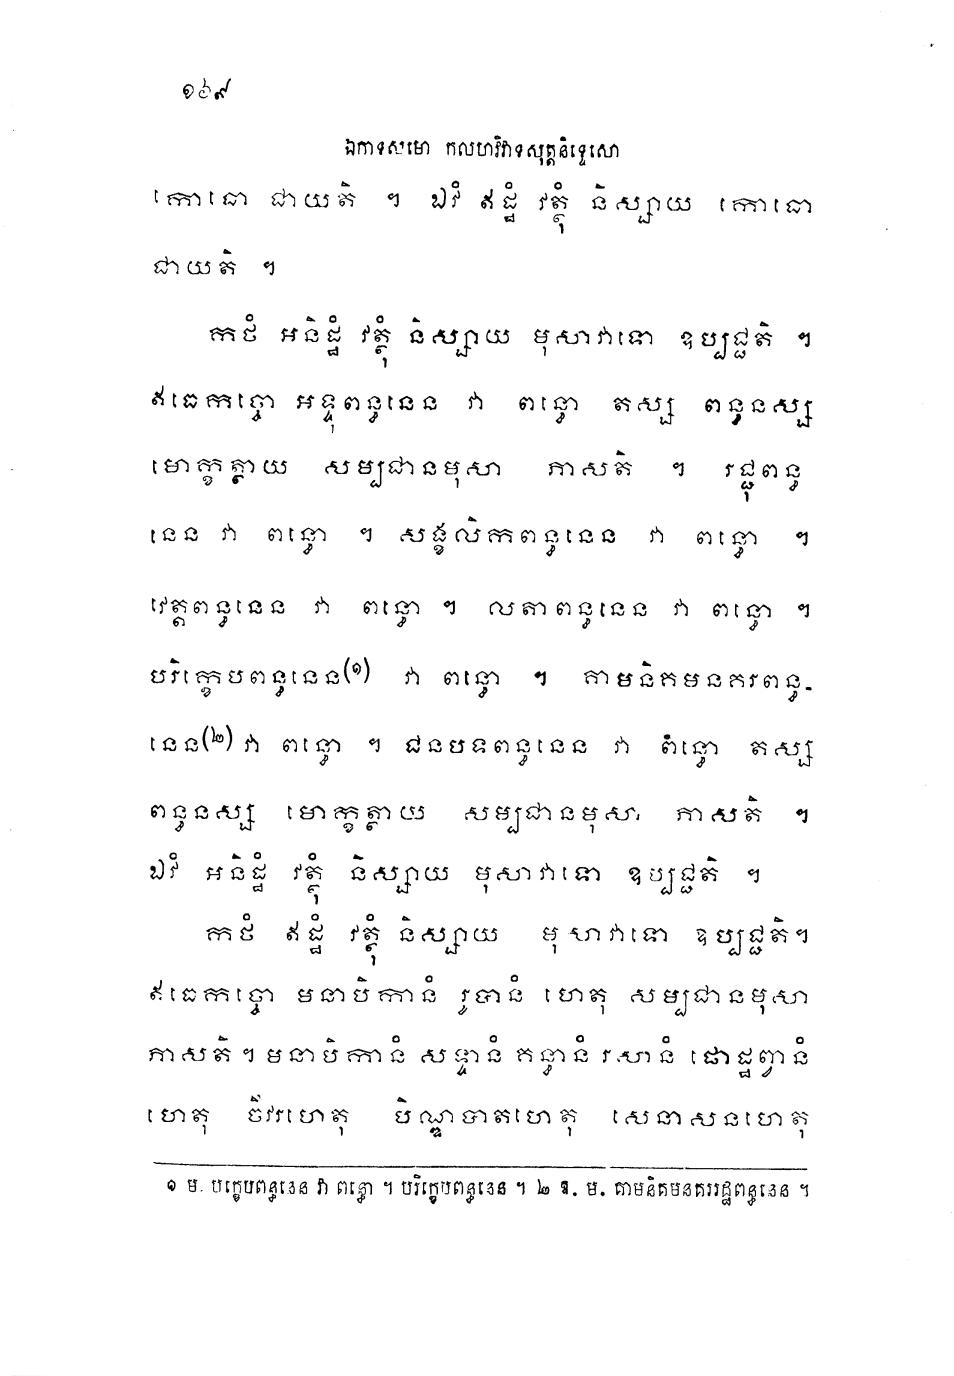 ១៦៩
ឯកាទសមោ កលហវិវាទសុត្តនិទ្ទេសោ
កោធោ ជាយតិ ។ ឯវំ ឥដ្ឋំ វត្ថុំ និស្សាយ កោធោ
ជាយតិ ។
កថំ អនិដ្ឋំ វត្ថុំ និស្សាយ មុសាវាទោ ឧប្បជ្ជតិ ។
ឥធេកច្ចោ អទ្ទុពន្ធនេន វា ពន្ធោ តស្ស ពន្ធនស្ស
មោក្ខត្ថាយ សម្បជានមុសា ភាសតិ ។ រជ្ជុពន្ធ
នេន វា ពន្ធោ ។ សង្ខលិកពន្ធនេន វា ពន្ធោ ។
វេត្តពន្ធនេន វា ពន្ធោ ។ លតាពន្ធនេន វា ពន្ធោ ។
បរិក្ខេបពន្ធនេន(១) វា ពន្ធោ ។ គាមនិគមនគរពន្ធ-
នេន(២) វា ពន្ធោ ។ ជនបទពន្ធនេន វា ពន្ធោ តស្ស
ពន្ធនស្ស មោក្ខត្ថាយ សម្បជានមុសា ភាសតិ ។
ឯវំ អនិដ្ឋំ វត្ថុំ និស្សាយ មុសាវាទោ ឧប្បជ្ជតិ ។
កថំ ឥដ្ឋំ វត្ថុំ និស្សាយ មុសាវាទោ ឧប្បជ្ជតិ។
ឥធេកច្ចោ មនាបិកានំ រូបានំ ហេតុ សម្បជានមុសា
ភាសតិ ។ មនាបិកានំ សទ្ទានំ គន្ធានំ រសានំ ផោដ្ឋព្វានំ
ហេតុ ចីវរហេតុ បិណ្ឌបាតហេតុ សេនាសនហេតុ
១ ម. បក្ខេបពន្ធនេន វា ពន្ធោ ។ បរិក្ខេបពន្ធនេន ។ ២ ឱ. ម. គាមនិគមនគររដ្ឋពន្ធនេន ។